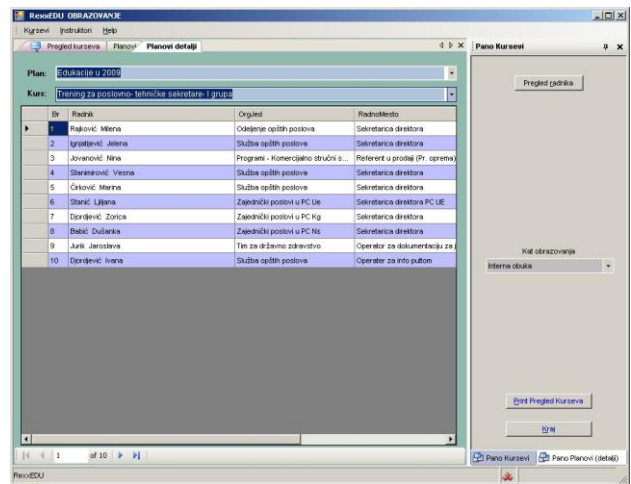 RexxEDU OBRAZOVANJE
Kursevi Instruktori Help
Pregled kurseva Planovi Planovi detalji
Pano Kursevi
Plan: Edukacije u 2009
Kurs: Trening za poslovno- tehničke sekretare- I grupa
Pregled radnika
Br Radnik OrgJed RadnoMesto
1 Rajković Milena Odeljenje opštih poslova Sekretarica direktora
2 Ignjatijević Jelena Služba opštih poslova Sekretarica direktora
3 Jovanović Nina Programi - Komercijalno stručni s... Referent u prodaji (Pr. oprema)
4 Stanimirović Vesna Služba opštih poslova Sekretarica direktora
5 Ćirković Marina Služba opštih poslova Sekretarica direktora
6 Stanić Ljiljana Zajednički poslovi u PC Ue Sekretarica direktora PC UE
7 Djordjević Zorica Zajednički poslovi u PC Kg Sekretarica direktora
8 Babić Dušanka Zajednički poslovi u PC Ns Sekretarica direktora
9 Jurik Jaroslava Tim za državno zdravstvo Operator za dokumentaciju za j
10 Djordjević Ivana Služba opštih poslova Operater za info pultom
Kat obrazovanja
Interna obuka
Print Pregled Kurseva
Kraj
1 of 10
Pano Kursevi Pano Planovi (detalji)
RexxEDU